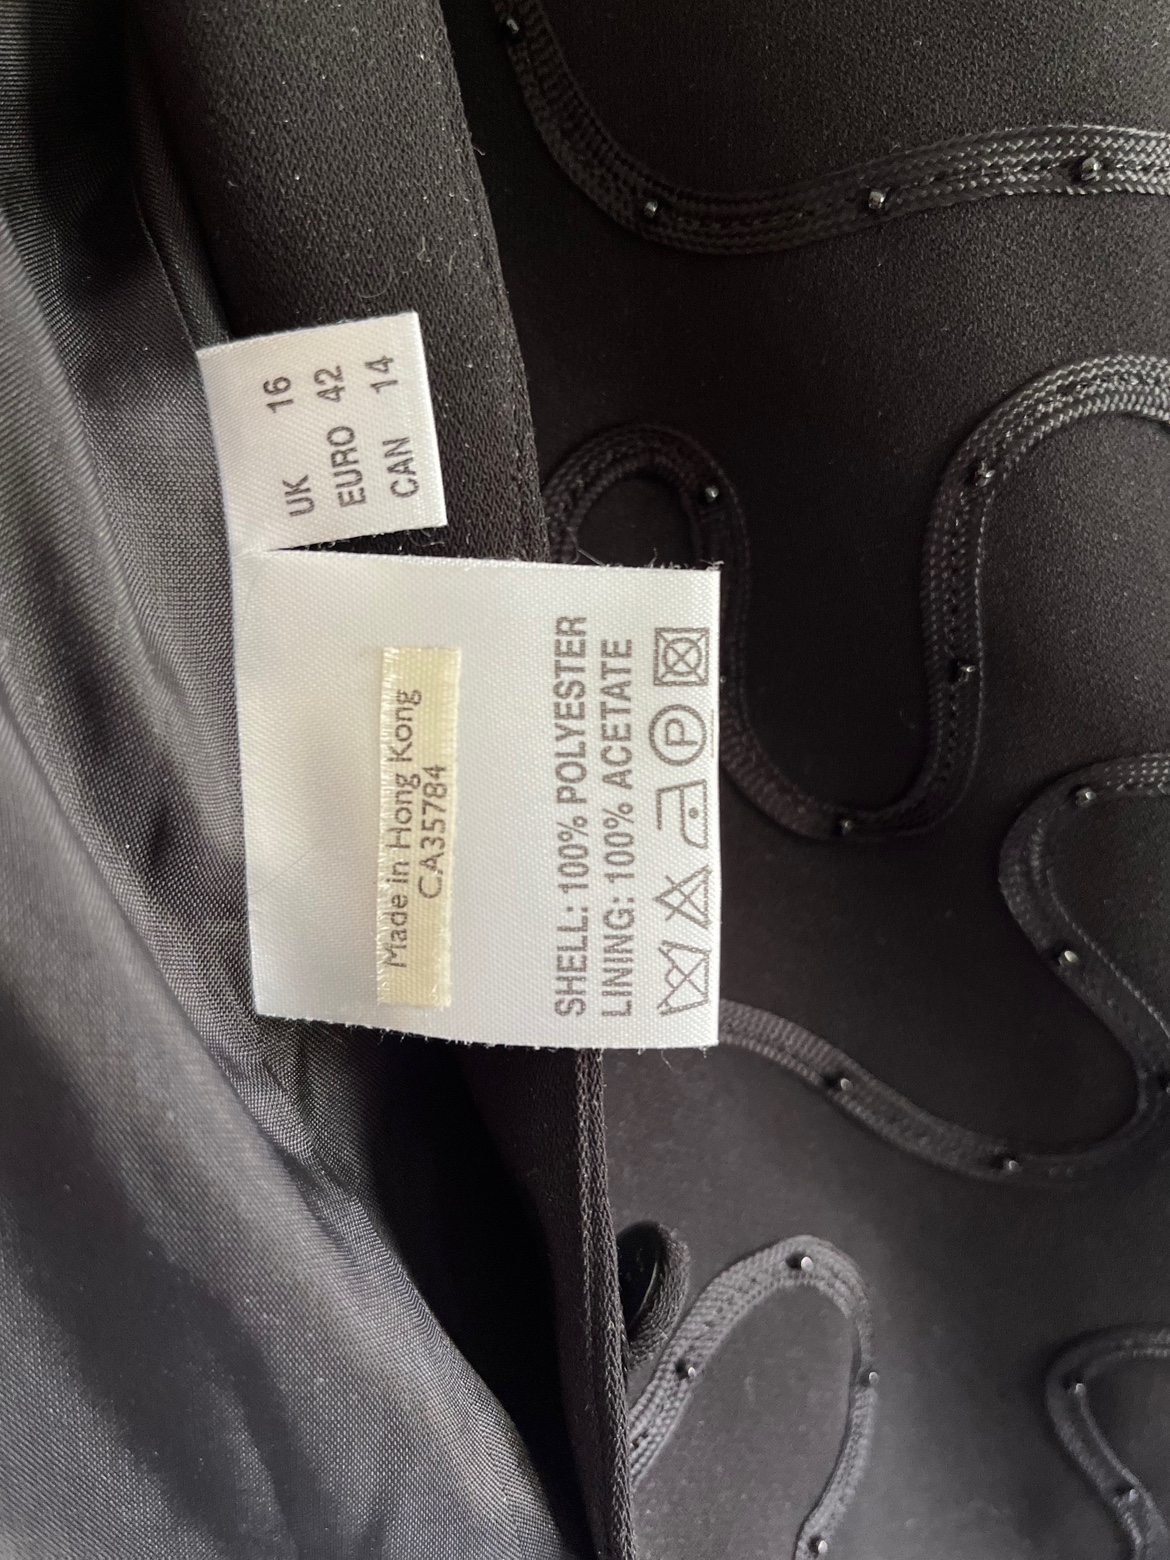 UK 16
EURO 42
CAN 14
Made in Hong Kong
CA35784
SHELL: 100% POLYESTER
LINING: 100% ACETATE
P